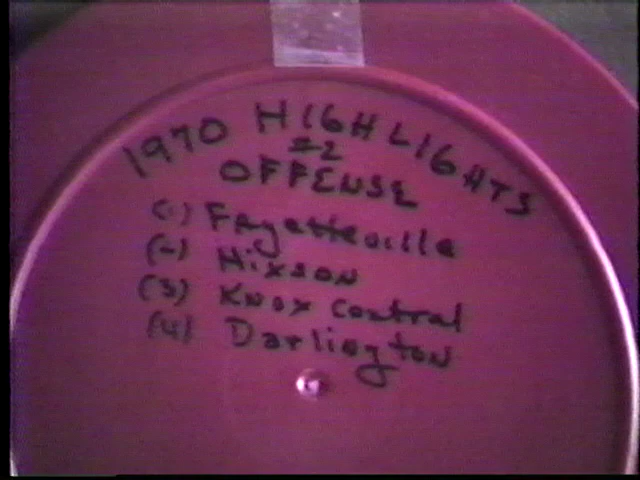 1970 HIGHLIGHTS
#2
OFFENSE
(1) Fayetteville
(2) Hixson
(3) Knox Central
(4) Darlington